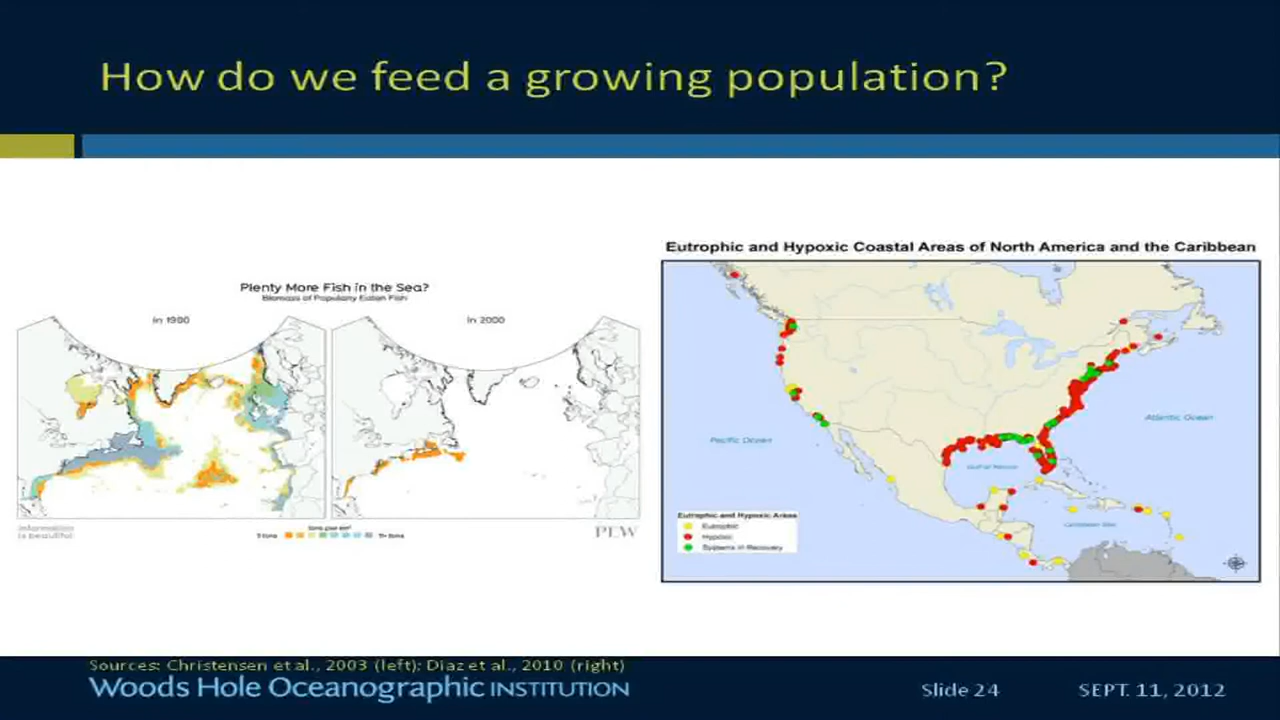 How do we feed a growing population?
Plenty More Fish in the Sea?
Biomass of Popularly Eaten Fish
in 1900
in 2000
information
is beautiful
tons per km²
11+ tons
PEW
Eutrophic and Hypoxic Coastal Areas of North America and the Caribbean
Pacific Ocean
Atlantic Ocean
Gulf of Mexico
Caribbean Sea
Eutrophic and Hypoxic Areas
Eutrophic
Hypoxic
Systems in Recovery
Sources: Christensen et al., 2003 (left); Diaz et al., 2010 (right)
Woods Hole Oceanographic INSTITUTION
Slide 24
SEPT. 11, 2012